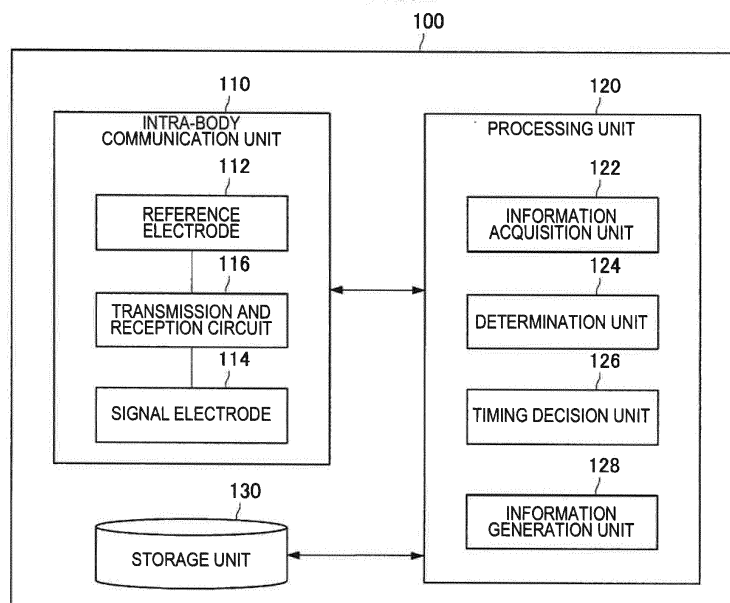 100
110
INTRA-BODY
COMMUNICATION UNIT
112
REFERENCE
ELECTRODE
116
TRANSMISSION AND
RECEPTION CIRCUIT
114
SIGNAL ELECTRODE
130
STORAGE UNIT
120
PROCESSING UNIT
122
INFORMATION
ACQUISITION UNIT
124
DETERMINATION UNIT
126
TIMING DECISION UNIT
128
INFORMATION
GENERATION UNIT